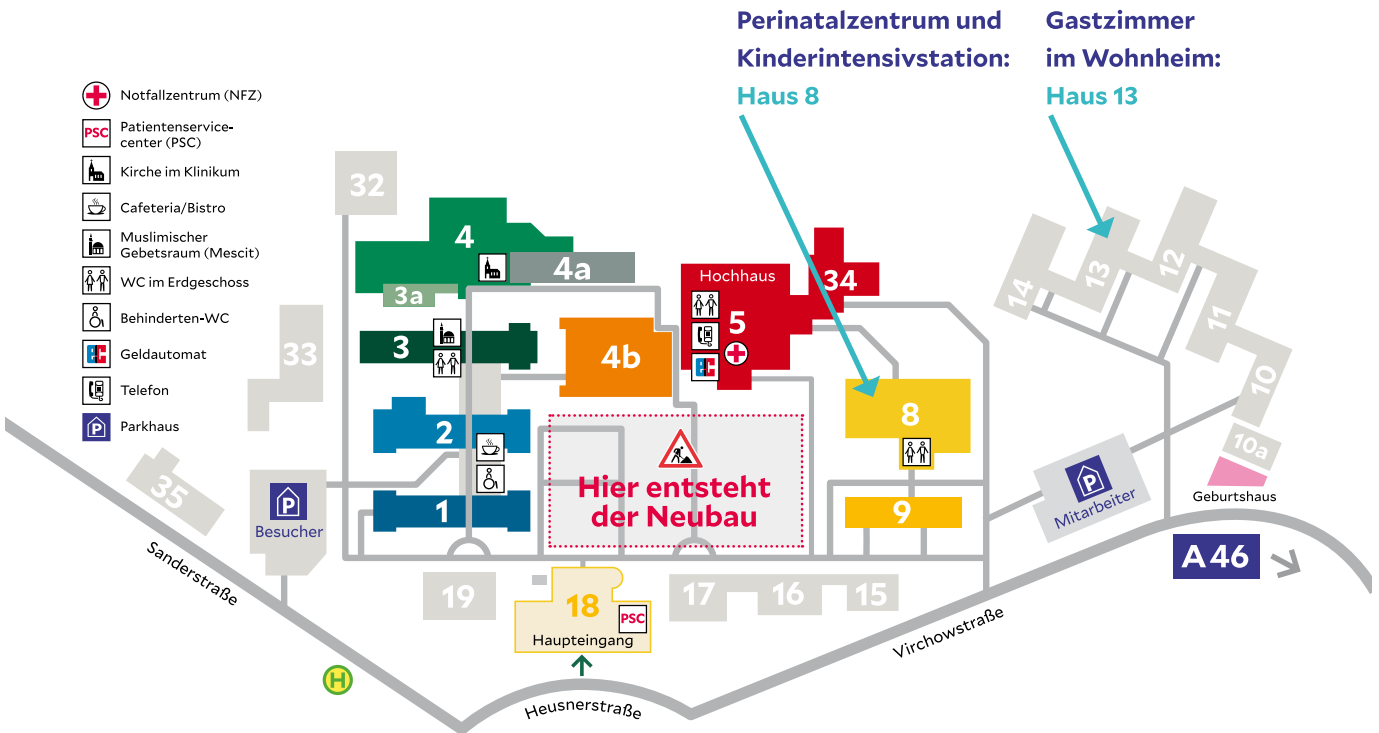 Perinatalzentrum und
Kinderintensivstation:
Haus 8
Gastzimmer
im Wohnheim:
Haus 13
Notfallzentrum (NFZ)
PSC
Patientenservice-
center (PSC)
Kirche im Klinikum
Cafeteria/Bistro
Muslimischer
Gebetsraum (Mescit)
WC im Erdgeschoss
Behinderten-WC
EC
Geldautomat
Telefon
P
Parkhaus
32
4
4a
3a
3
33
4b
Hochhaus
5
EC
34
14
13
12
11
10
10a
Geburtshaus
2
8
1
9
35
P
Besucher
Hier entsteht
der Neubau
P
Mitarbeiter
A 46
19
18
PSC
Haupteingang
17
16
15
Sanderstraße
H
Heusnerstraße
Virchowstraße